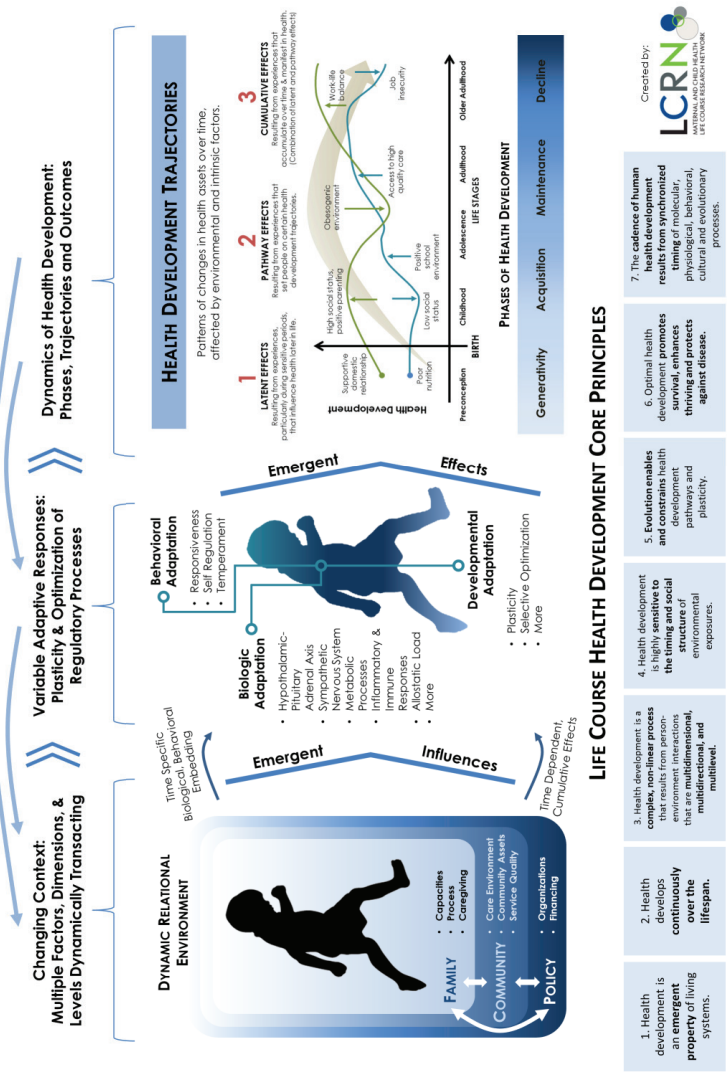 Changing Context:
Multiple Factors, Dimensions, &
Levels Dynamically Transacting
Variable Adaptive Responses:
Plasticity & Optimization of
Regulatory Processes
Dynamics of Health Development:
Phases, Trajectories and Outcomes
DYNAMIC RELATIONAL
ENVIRONMENT
FAMILY
• Capacities
• Process
• Caregiving
COMMUNITY
• Care Environment
• Community Assets
• Service Quality
POLICY
• Organizations
• Financing
Time Specific
Biological, Behavioral
Embedding
Emergent
Influences
Time Dependent,
Cumulative Effects
Behavioral
Adaptation
• Responsiveness
• Self Regulation
• Temperament
Biologic
Adaptation
• Hypothalamic-
Pituitary
Adrenal Axis
• Sympathetic
Nervous System
• Metabolic
Processes
• Inflammatory &
Immune
Responses
• Allostatic Load
• More
Developmental
Adaptation
• Plasticity
• Selective Optimization
• More
Emergent
Effects
HEALTH DEVELOPMENT TRAJECTORIES
Patterns of changes in health assets over time,
affected by environmental and intrinsic factors.
1
LATENT EFFECTS
Resulting from experiences,
particularly during sensitive periods,
that influence health later in life.
2
PATHWAY EFFECTS
Resulting from experiences that
set people on certain health
development trajectories.
3
CUMULATIVE EFFECTS
Resulting from experiences that
accumulate over time & manifest in health.
(Combination of latent and pathway effects)
Health Development
Supportive
domestic
relationship
Poor
nutrition
High social status,
positive parenting
Low social
status
Obesogenic
environment
Positive
school
environment
Access to high
quality care
Work-life
balance
Job
insecurity
BIRTH
Preconception
Childhood
Adolescence
Adulthood
Older Adulthood
LIFE STAGES
PHASES OF HEALTH DEVELOPMENT
Generativity
Acquisition
Maintenance
Decline
LIFE COURSE HEALTH DEVELOPMENT CORE PRINCIPLES
1. Health
development is
an emergent
property of living
systems.
2. Health
develops
continuously
over the
lifespan.
3. Health development is a
complex, non-linear process
that results from person-
environment interactions
that are multidimensional,
multidirectional, and
multilevel.
4. Health development
is highly sensitive to
the timing and social
structure of
environmental
exposures.
5. Evolution enables
and constrains health
development
pathways and
plasticity.
6. Optimal health
development promotes
survival, enhances
thriving and protects
against disease.
7. The cadence of human
health development
results from synchronized
timing of molecular,
physiological, behavioral,
cultural and evolutionary
processes.
Created by:
LCRN
MATERNAL AND CHILD HEALTH
LIFE COURSE RESEARCH NETWORK